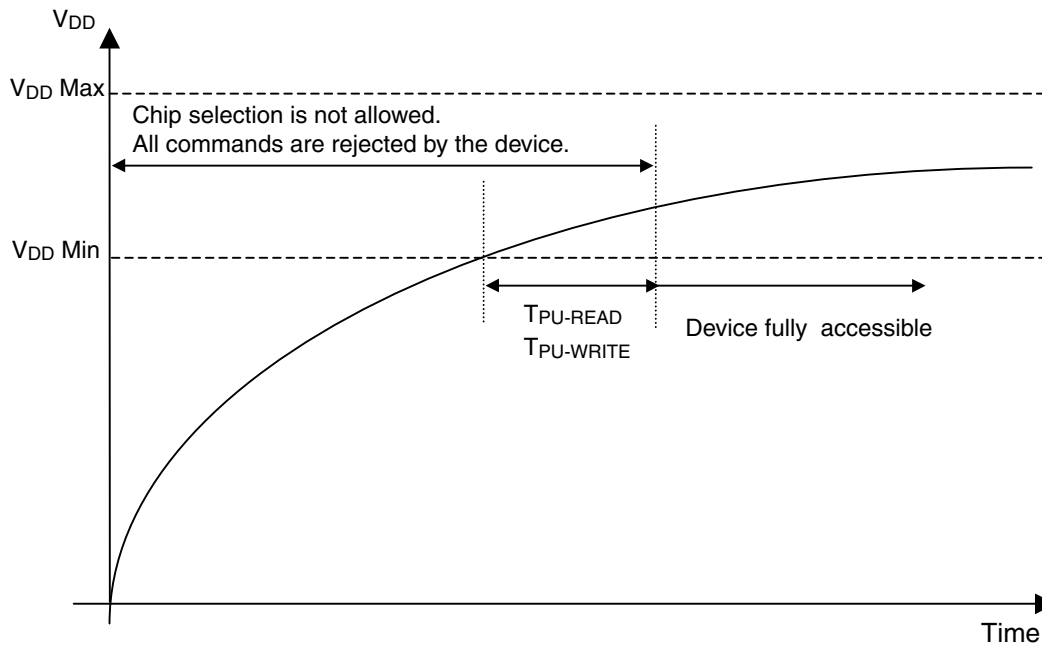 VDD
VDD Max
Chip selection is not allowed.
All commands are rejected by the device.
VDD Min
TPU-READ
TPU-WRITE
Device fully accessible
Time